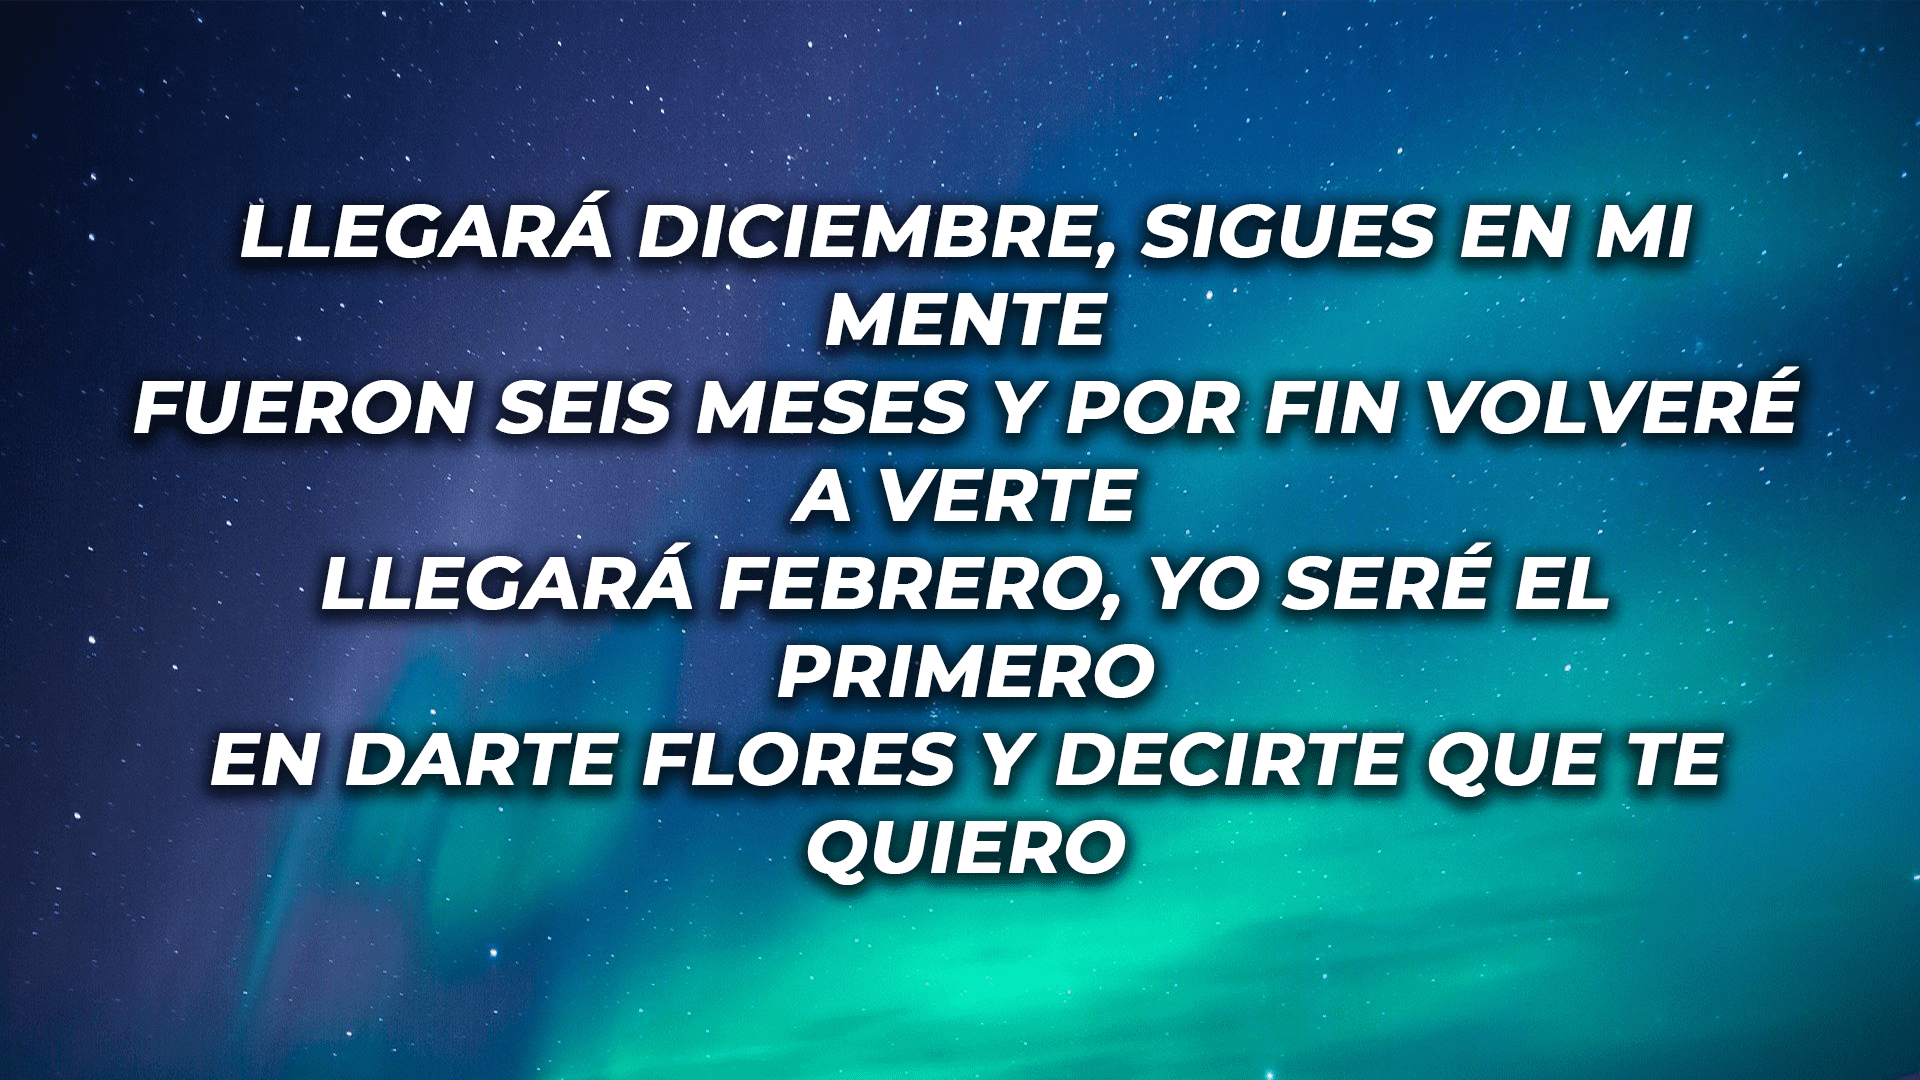 LLEGARÁ DICIEMBRE, SIGUES EN MI
MENTE
FUERON SEIS MESES Y POR FIN VOLVERÉ
A VERTE
LLEGARÁ FEBRERO, YO SERÉ EL
PRIMERO
EN DARTE FLORES Y DECIRTE QUE TE
QUIERO